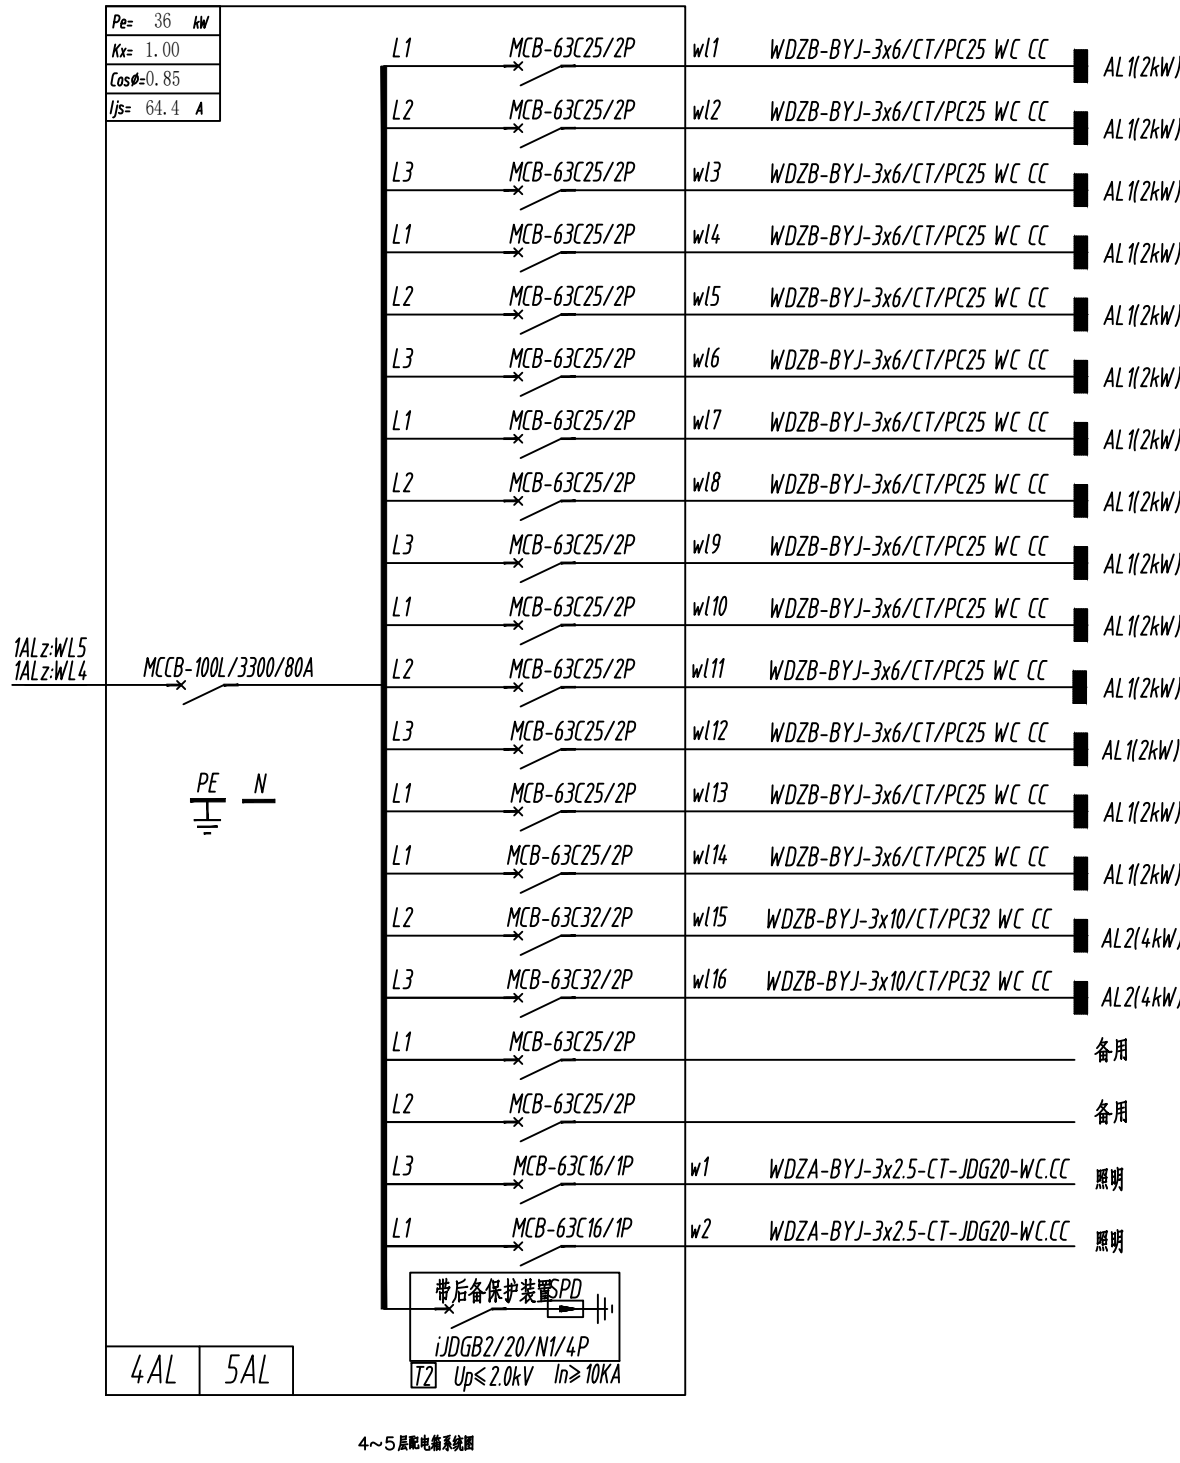 Pe= 36 kW
Kx= 1.00
Cosø=0.85
Ijs= 64.4 A
L1 MCB-63C25/2P wl1 WDZB-BYJ-3x6/CT/PC25 WC CC AL1(2kW)
L2 MCB-63C25/2P wl2 WDZB-BYJ-3x6/CT/PC25 WC CC AL1(2kW)
L3 MCB-63C25/2P wl3 WDZB-BYJ-3x6/CT/PC25 WC CC AL1(2kW)
L1 MCB-63C25/2P wl4 WDZB-BYJ-3x6/CT/PC25 WC CC AL1(2kW)
L2 MCB-63C25/2P wl5 WDZB-BYJ-3x6/CT/PC25 WC CC AL1(2kW)
L3 MCB-63C25/2P wl6 WDZB-BYJ-3x6/CT/PC25 WC CC AL1(2kW)
L1 MCB-63C25/2P wl7 WDZB-BYJ-3x6/CT/PC25 WC CC AL1(2kW)
L2 MCB-63C25/2P wl8 WDZB-BYJ-3x6/CT/PC25 WC CC AL1(2kW)
L3 MCB-63C25/2P wl9 WDZB-BYJ-3x6/CT/PC25 WC CC AL1(2kW)
L1 MCB-63C25/2P wl10 WDZB-BYJ-3x6/CT/PC25 WC CC AL1(2kW)
1ALz:WL5
1ALz:WL4
MCCB-100L/3300/80A
L2 MCB-63C25/2P wl11 WDZB-BYJ-3x6/CT/PC25 WC CC AL1(2kW)
L3 MCB-63C25/2P wl12 WDZB-BYJ-3x6/CT/PC25 WC CC AL1(2kW)
PE N
L1 MCB-63C25/2P wl13 WDZB-BYJ-3x6/CT/PC25 WC CC AL1(2kW)
L1 MCB-63C25/2P wl14 WDZB-BYJ-3x6/CT/PC25 WC CC AL1(2kW)
L2 MCB-63C32/2P wl15 WDZB-BYJ-3x10/CT/PC32 WC CC AL2(4kW)
L3 MCB-63C32/2P wl16 WDZB-BYJ-3x10/CT/PC32 WC CC AL2(4kW)
L1 MCB-63C25/2P 备用
L2 MCB-63C25/2P 备用
L3 MCB-63C16/1P w1 WDZA-BYJ-3x2.5-CT-JDG20-WC.CC 照明
L1 MCB-63C16/1P w2 WDZA-BYJ-3x2.5-CT-JDG20-WC.CC 照明
带后备保护装置SPD
iJDGB2/20/N1/4P
T2 Up≤2.0kV In≥10KA
4AL 5AL
4~5层配电箱系统图